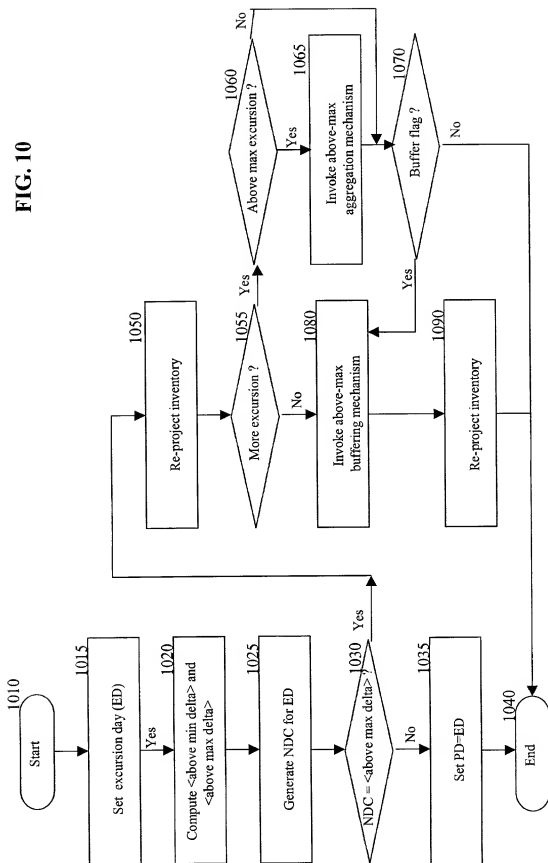 FIG. 10
1010
Start
1015
Set excursion day (ED)
Yes
1020
Compute <above min delta> and
<above max delta>
1025
Generate NDC for ED
1030
NDC = <above max delta> ?
Yes
No
1035
Set PD=ED
1040
End
1050
Re-project inventory
1055
More excursion ?
Yes
No
1080
Invoke above-max
buffering mechanism
1090
Re-project inventory
1060
Above max excursion ?
No
Yes
1065
Invoke above-max
aggregation mechanism
1070
Buffer flag ?
Yes
No